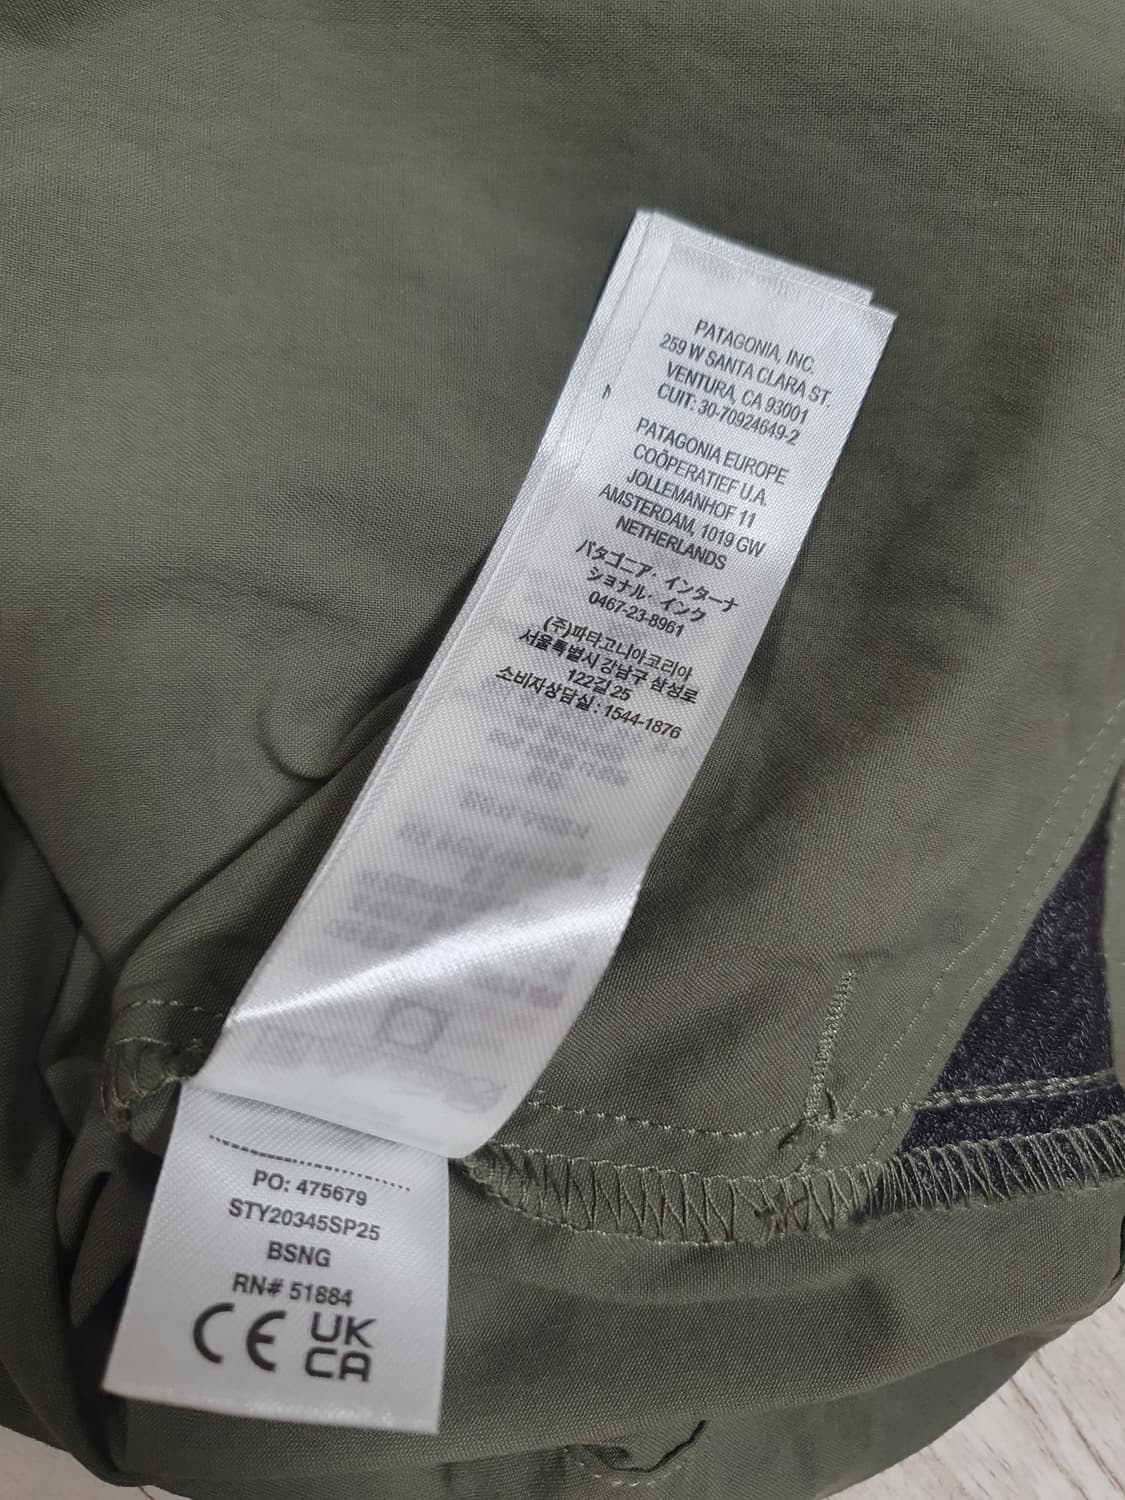 PATAGONIA, INC.
259 W SANTA CLARA ST.
VENTURA, CA 93001
CUIT: 30-70924649-2
PATAGONIA EUROPE
COÖPERATIEF U.A.
JOLLEMANHOF 11
AMSTERDAM, 1019 GW
NETHERLANDS
パタゴニア・インターナ
ショナル・インク
0467-23-8961
(주)파타고니아코리아
서울특별시 강남구 삼성로
122길 25
소비자상담실 : 1544-1876
PO: 475679
STY20345SP25
BSNG
RN# 51884
CE UK
CA